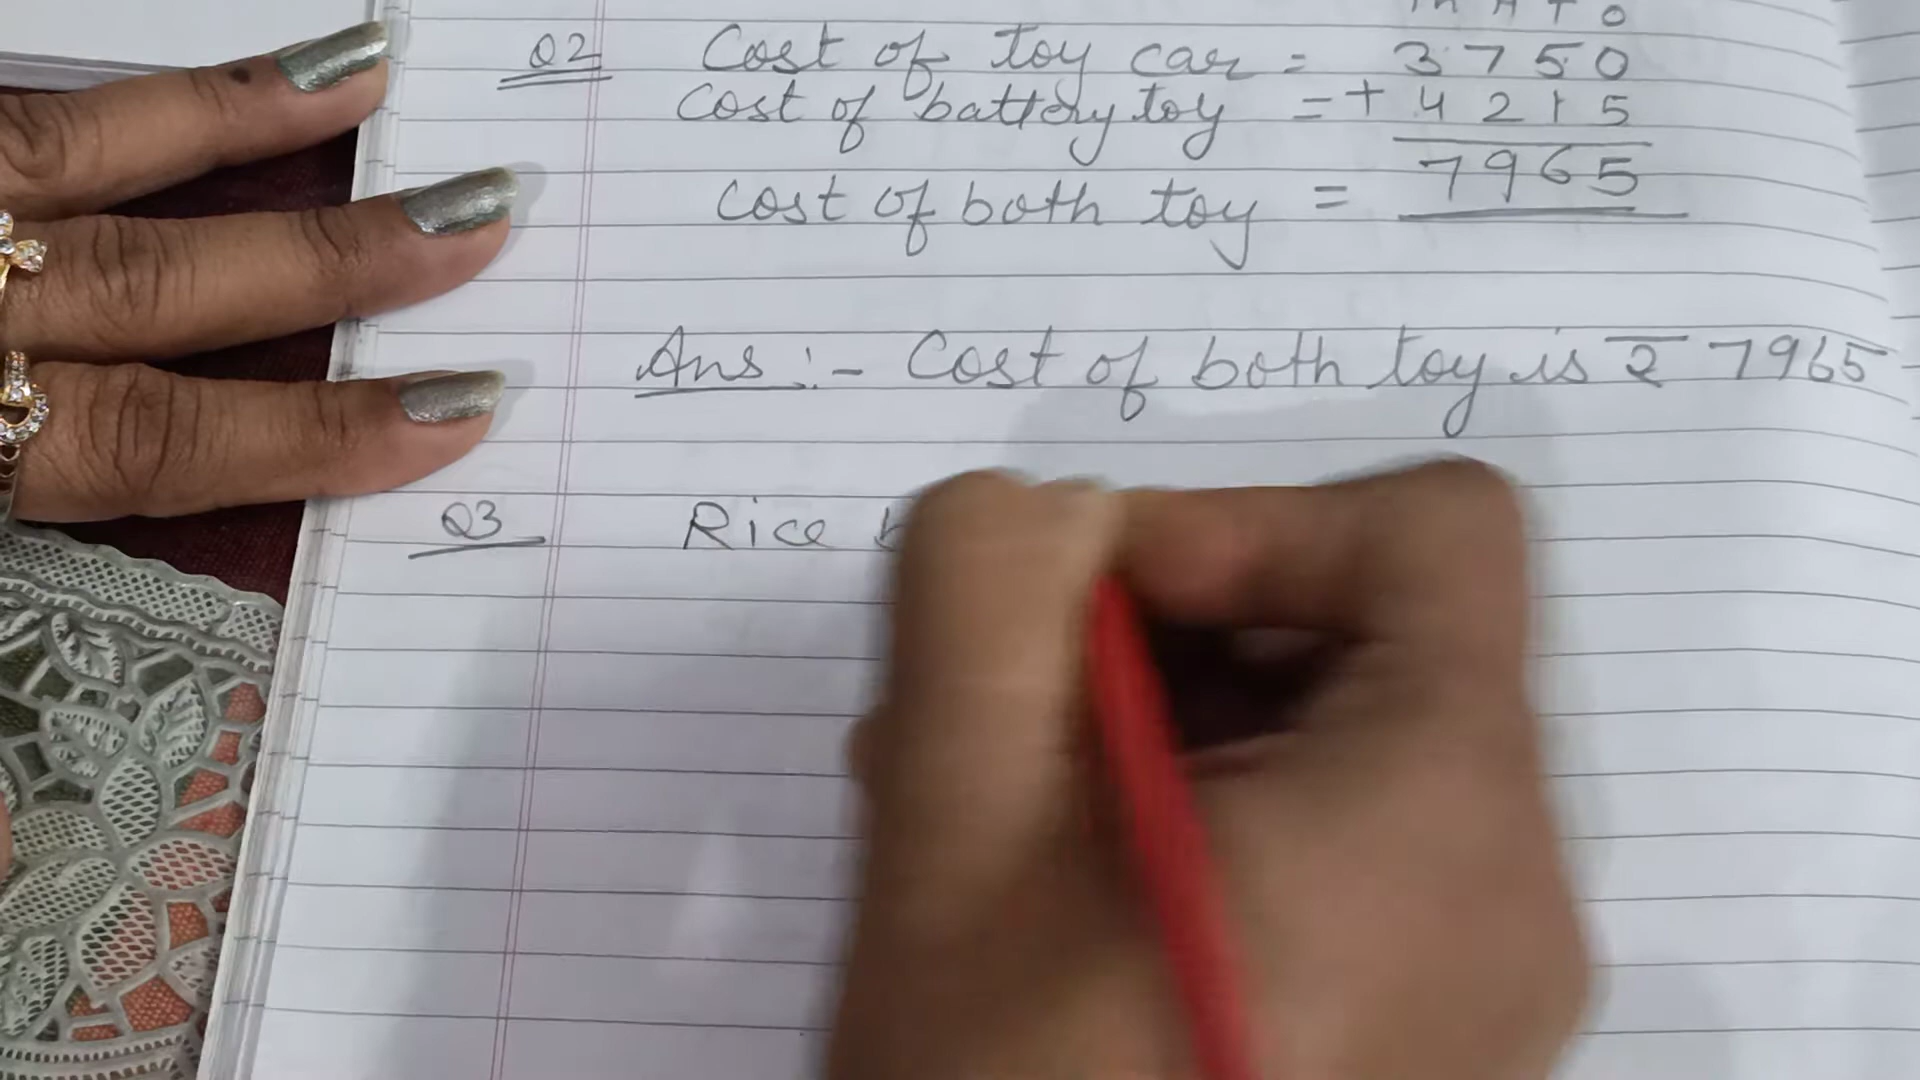 Th H T O
Q2 Cost of toy car = 3750
Cost of battery toy = + 4215
Cost of both toy = 7965
Ans :- Cost of both toy is ₹ 7965
Q3 Rice